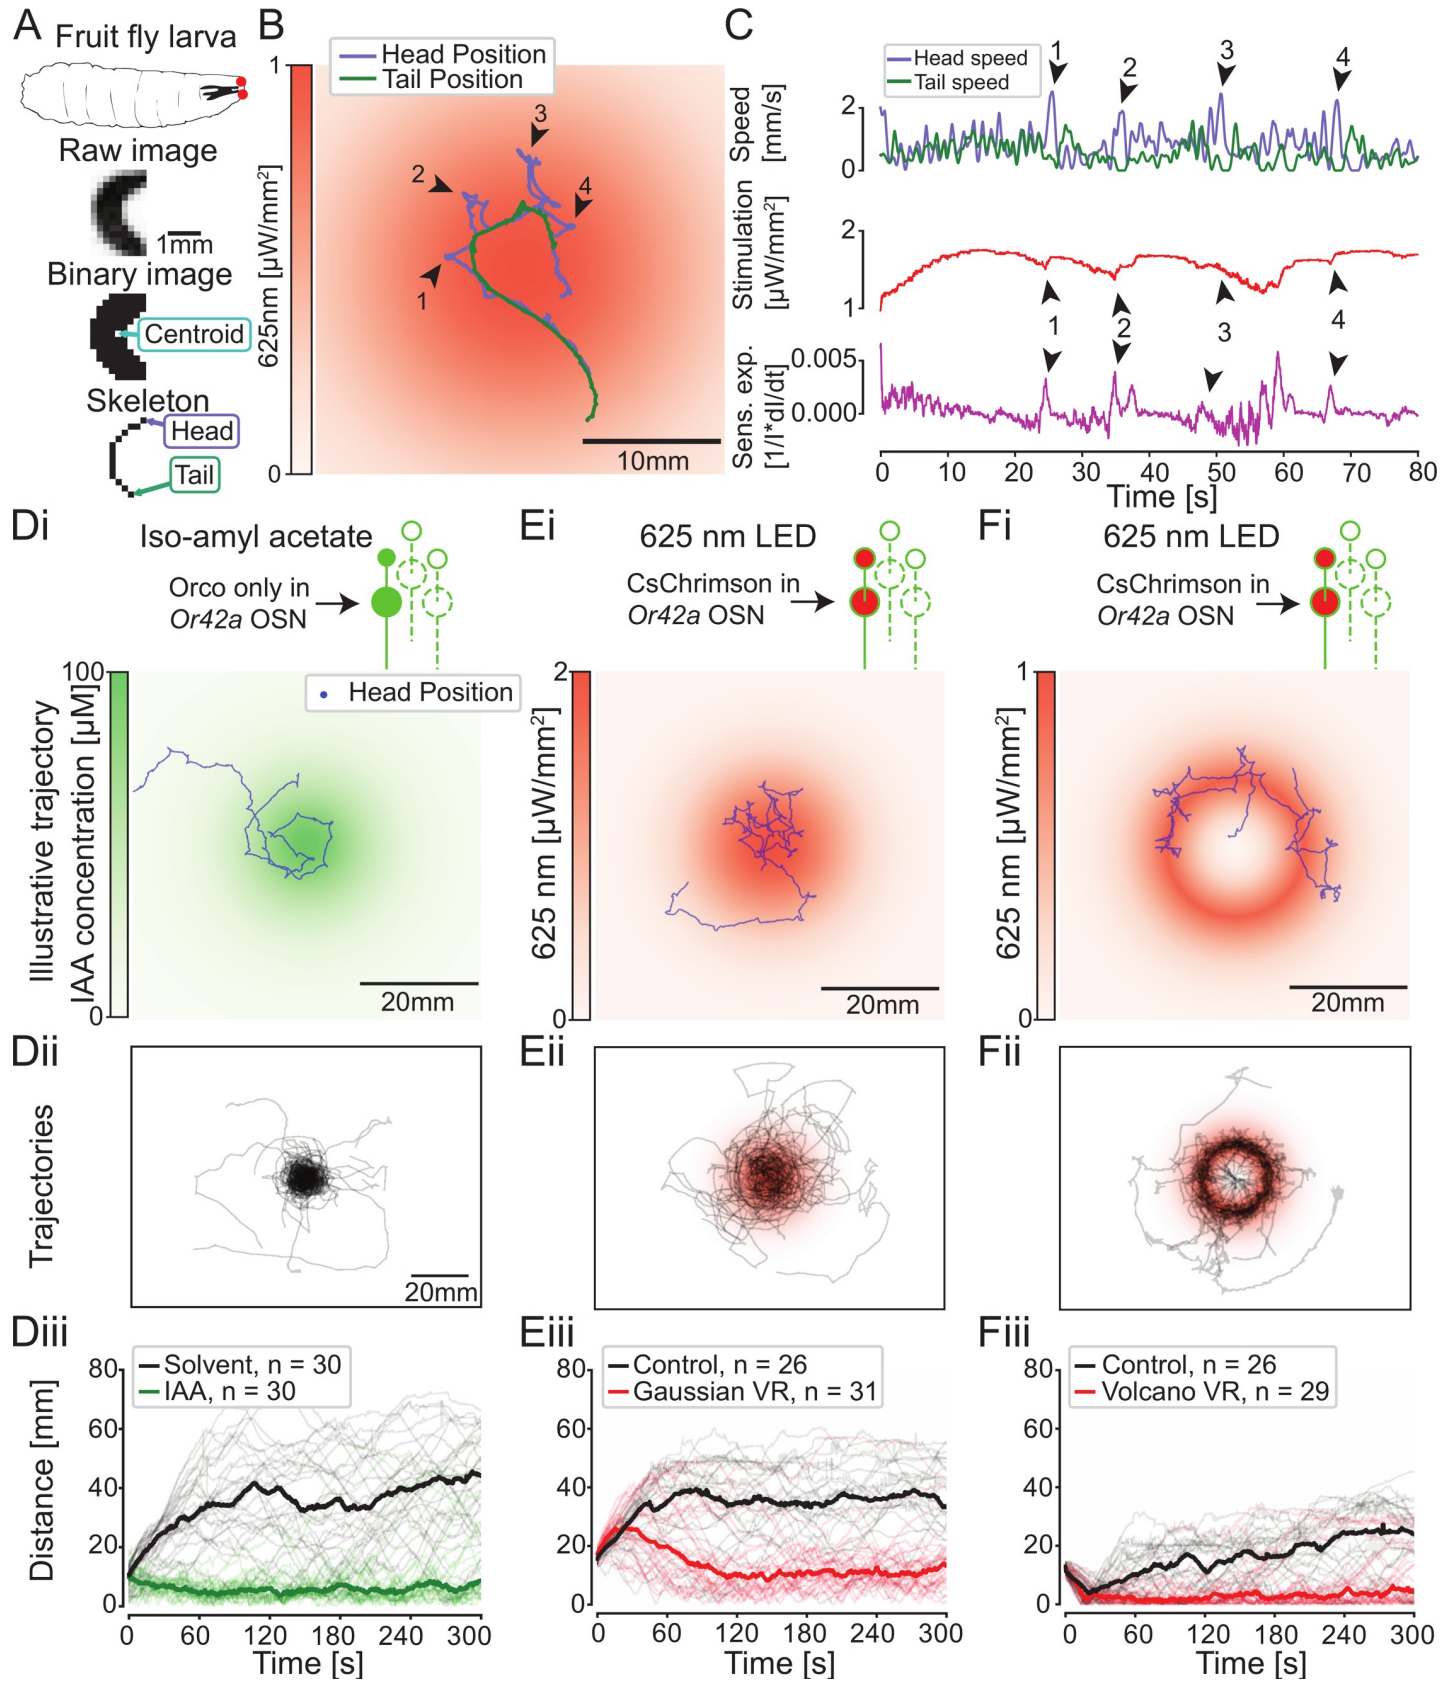 A
Fruit fly larva
Raw image
1mm
Binary image
Centroid
Skeleton
Head
Tail
B
Head Position
Tail Position
1
625nm [µW/mm²]
0
1
2
3
4
10mm
C
Head speed
Tail speed
1
2
3
4
Speed
[mm/s]
2
0
Stimulation
[µW/mm²]
2
1
1
2
3
4
Sens. exp.
[1/I*dI/dt]
0.005
0.000
0 10 20 30 40 50 60 70 80
Time [s]
Di
Iso-amyl acetate
Orco only in
Or42a OSN
Illustrative trajectory
IAA concentration [µM]
100
0
Head Position
20mm
Ei
625 nm LED
CsChrimson in
Or42a OSN
625 nm [µW/mm²]
2
0
20mm
Fi
625 nm LED
CsChrimson in
Or42a OSN
625 nm [µW/mm²]
1
0
20mm
Dii
Trajectories
20mm
Eii
Fii
Diii
Distance [mm]
80
60
40
20
0
Solvent, n = 30
IAA, n = 30
0 60 120 180 240 300
Time [s]
Eiii
80
60
40
20
0
Control, n = 26
Gaussian VR, n = 31
0 60 120 180 240 300
Time [s]
Fiii
80
60
40
20
0
Control, n = 26
Volcano VR, n = 29
0 60 120 180 240 300
Time [s]